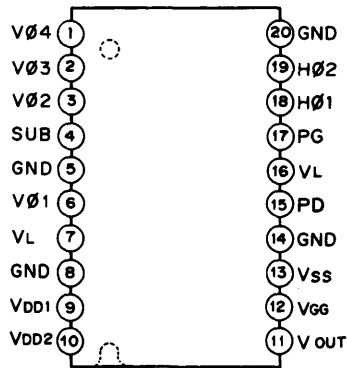 VØ4 1 20 GND
VØ3 2 19 HØ2
VØ2 3 18 HØ1
SUB 4 17 PG
GND 5 16 VL
VØ1 6 15 PD
VL 7 14 GND
GND 8 13 VSS
VDD1 9 12 VGG
VDD2 10 11 VOUT